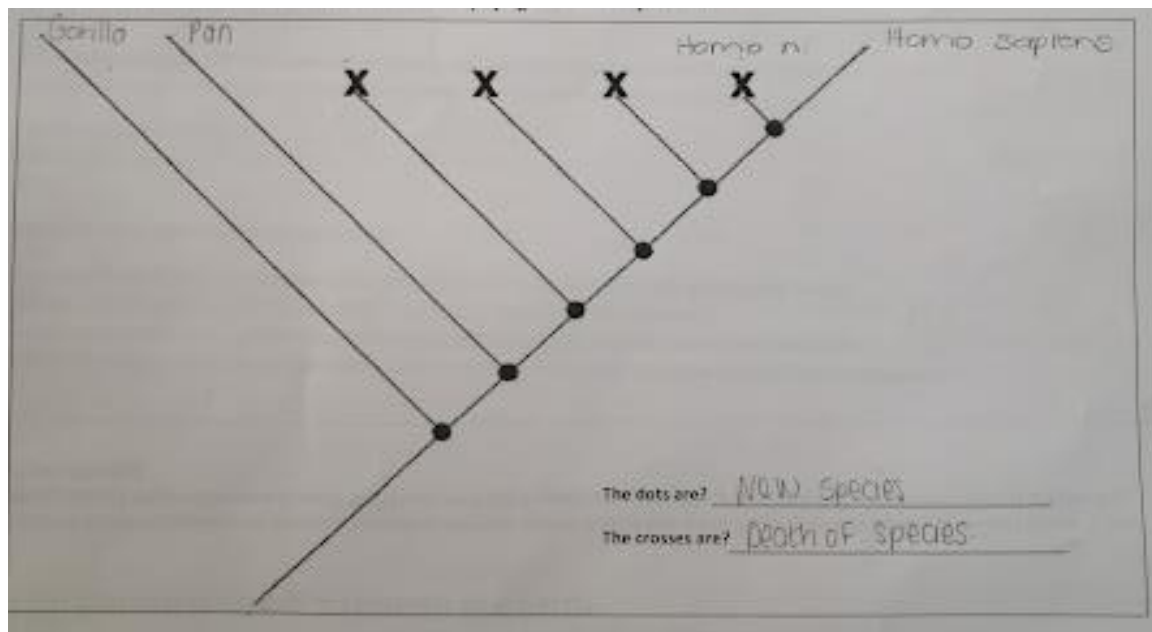 Gorilla Pan
Homo n. Homo sapiens
X X X X
The dots are? New species
The crosses are? Death of species